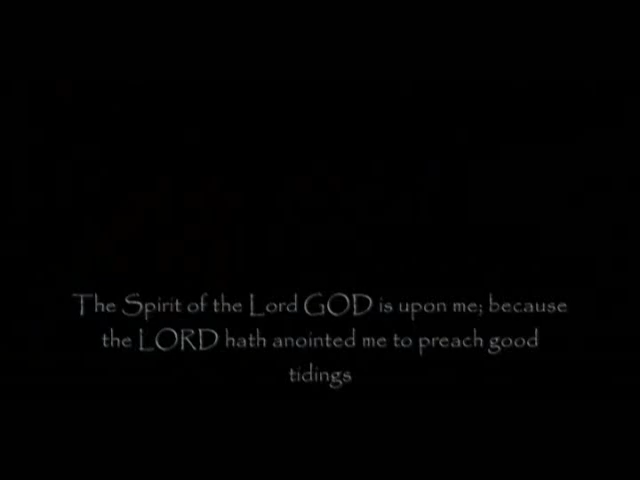 The Spirit of the Lord GOD is upon me; because
the LORD hath anointed me to preach good
tidings